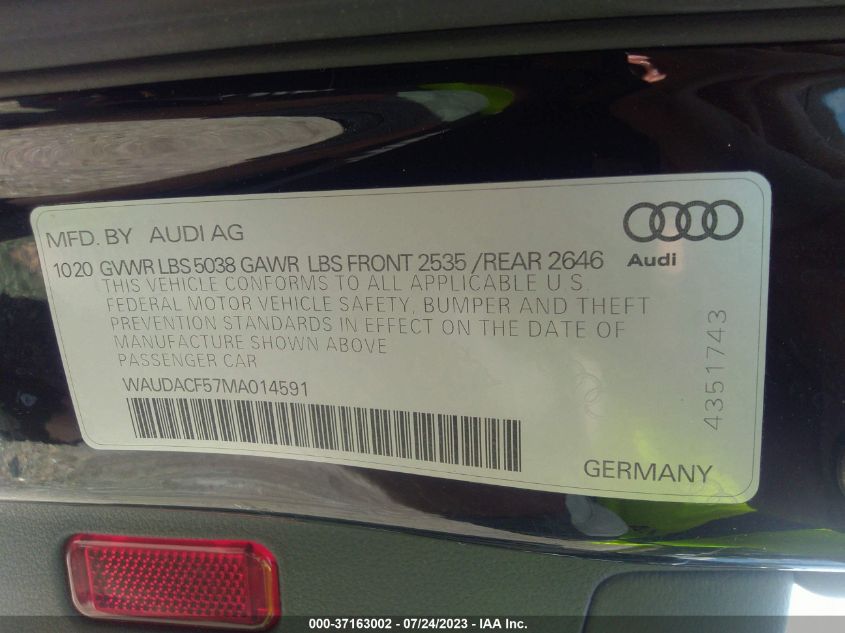 MFD. BY AUDI AG
1020 GVWR LBS 5038 GAWR LBS FRONT 2535 /REAR 2646
THIS VEHICLE CONFORMS TO ALL APPLICABLE U.S.
FEDERAL MOTOR VEHICLE SAFETY, BUMPER AND THEFT
PREVENTION STANDARDS IN EFFECT ON THE DATE OF
MANUFACTURE SHOWN ABOVE
PASSENGER CAR
WAUDACF57MA014591
Audi
4351743
GERMANY
000-37163002 - 07/24/2023 - IAA Inc.